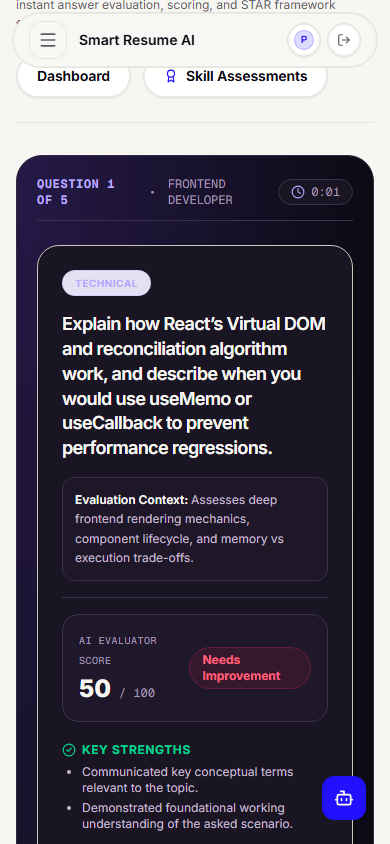 instant answer evaluation, scoring, and STAR framework
Smart Resume AI
P
Dashboard
Skill Assessments
QUESTION 1
OF 5
•
FRONTEND
DEVELOPER
0:01
TECHNICAL
Explain how React's Virtual DOM
and reconciliation algorithm
work, and describe when you
would use useMemo or
useCallback to prevent
performance regressions.
Evaluation Context: Assesses deep
frontend rendering mechanics,
component lifecycle, and memory vs
execution trade-offs.
AI EVALUATOR
SCORE
50 / 100
Needs
Improvement
KEY STRENGTHS
• Communicated key conceptual terms
relevant to the topic.
• Demonstrated foundational working
understanding of the asked scenario.